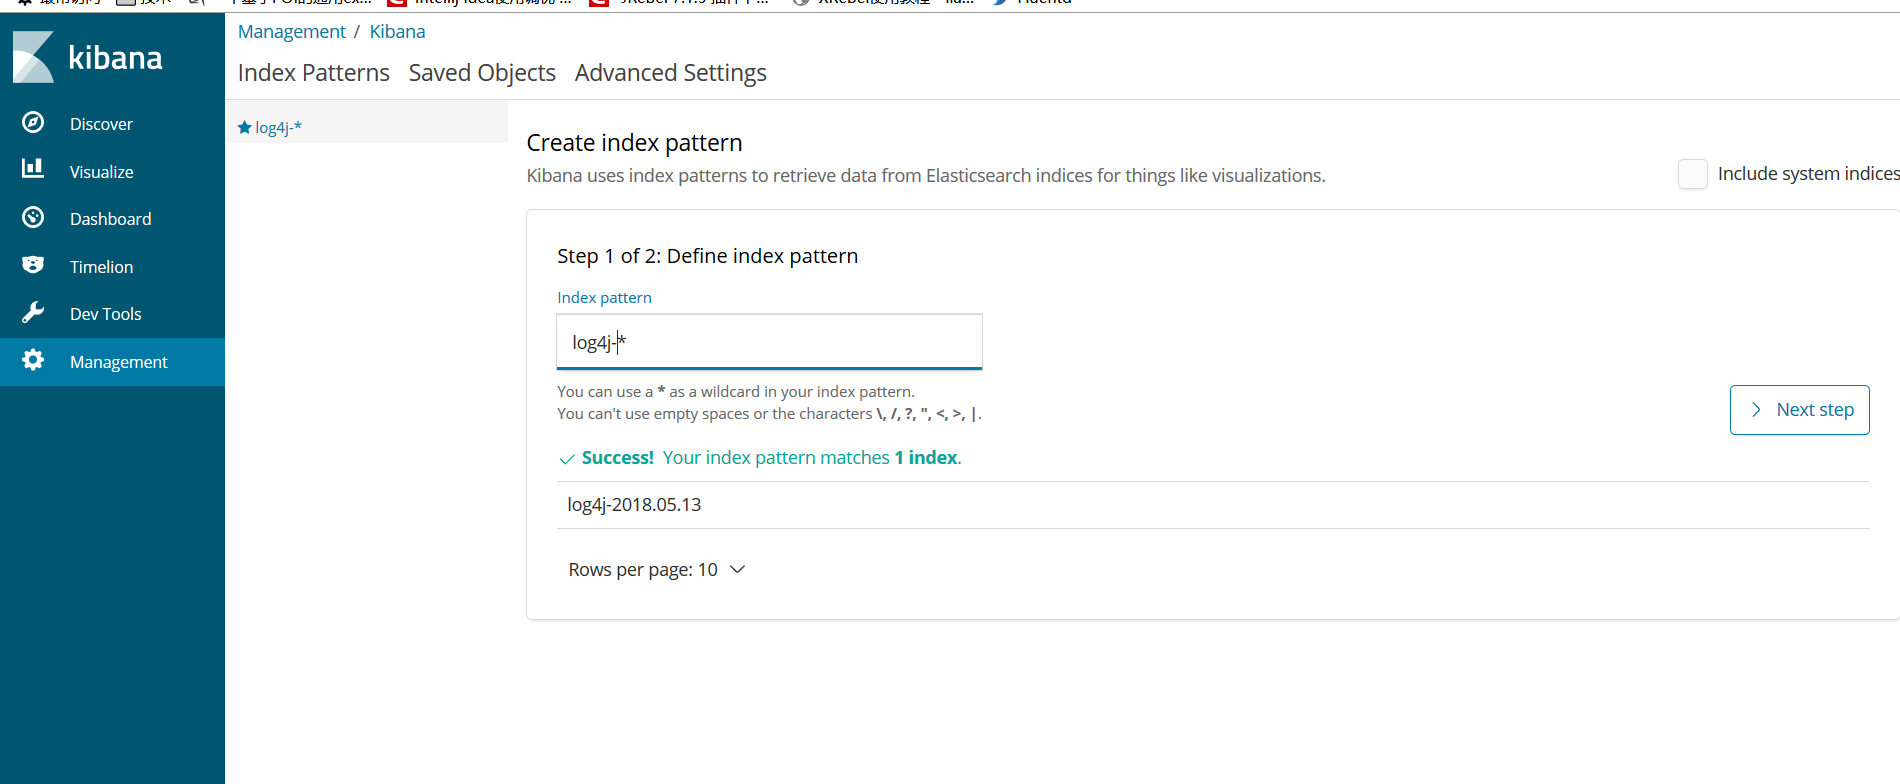 Management / Kibana
kibana
Index Patterns Saved Objects Advanced Settings
Discover
Visualize
Dashboard
Timelion
Dev Tools
Management
log4j-*
Create index pattern
Kibana uses index patterns to retrieve data from Elasticsearch indices for things like visualizations.
Include system indices
Step 1 of 2: Define index pattern
Index pattern
log4j-*
You can use a * as a wildcard in your index pattern.
You can't use empty spaces or the characters \, /, ?, ", <, >, |.
Next step
Success! Your index pattern matches 1 index.
log4j-2018.05.13
Rows per page: 10